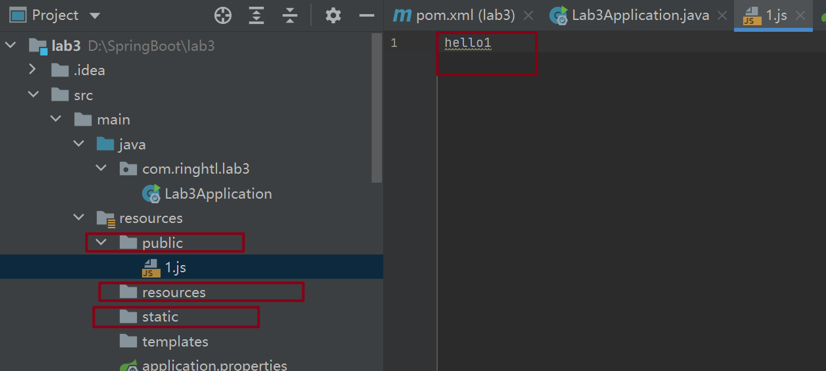 Project
pom.xml (lab3)
Lab3Application.java
1.js
lab3 D:\SpringBoot\lab3
1 hello1
.idea
src
main
java
com.ringhtl.lab3
Lab3Application
resources
public
1.js
resources
static
templates
application.properties